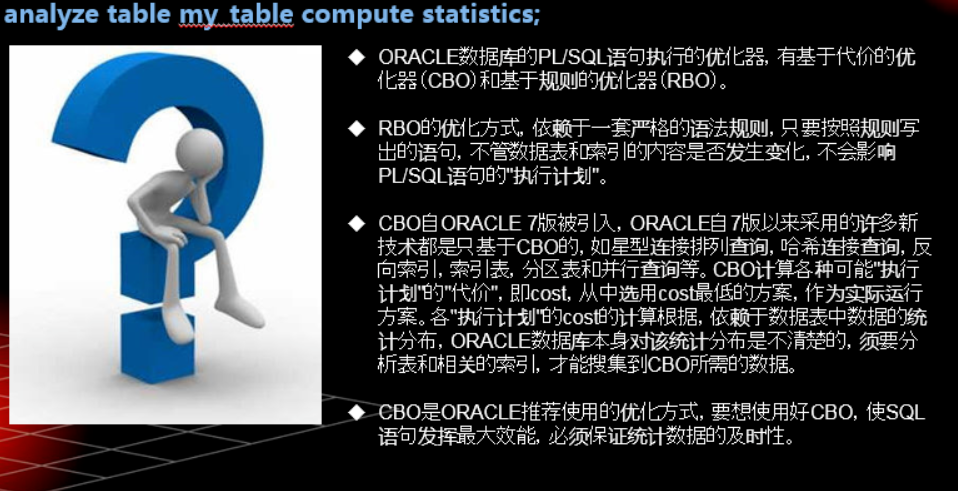 analyze table my_table compute statistics;
◆ ORACLE数据库的PL/SQL语句执行的优化器，有基于代价的优
化器(CBO)和基于规则的优化器(RBO)。
◆ RBO的优化方式，依赖于一套严格的语法规则，只要按照规则写
出的语句，不管数据表和索引的内容是否发生变化，不会影响
PL/SQL语句的"执行计划"。
◆ CBO自ORACLE 7版被引入，ORACLE自7版以来采用的许多新
技术都是只基于CBO的，如星型连接排列查询，哈希连接查询，反
向索引，索引表，分区表和并行查询等。CBO计算各种可能"执行
计划"的"代价"，即cost，从中选用cost最低的方案，作为实际运行
方案。各"执行计划"的cost的计算根据，依赖于数据表中数据的统
计分布，ORACLE数据库本身对该统计分布是不清楚的，须要分
析表和相关的索引，才能搜集到CBO所需的数据。
◆ CBO是ORACLE推荐使用的优化方式，要想使用好CBO，使SQL
语句发挥最大效能，必须保证统计数据的及时性。